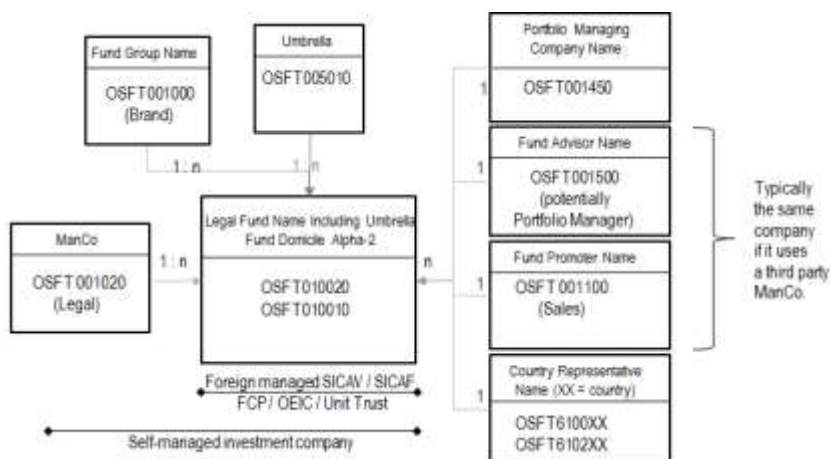 Fund Group Name
OSFT001000
(Brand)
Umbrella
OSFT005010
Portfolio Managing
Company Name
OSFT001450
1
Fund Advisor Name
OSFT001500
(potentially
Portfolio Manager)
1
Typically
the same
company
if it uses
a third party
ManCo.
1:n
1:n
ManCo
OSFT001020
(Legal)
1:n
Legal Fund Name Including Umbrella
Fund Domicile Alpha-2
OSFT010020
OSFT010010
n
Fund Promoter Name
OSFT001100
(Sales)
1
Country Representative
Name (XX = country)
OSFT6100XX
OSFT6102XX
1
Foreign managed SICAV / SICAF
FCP / OEIC / Unit Trust
Self-managed investment company